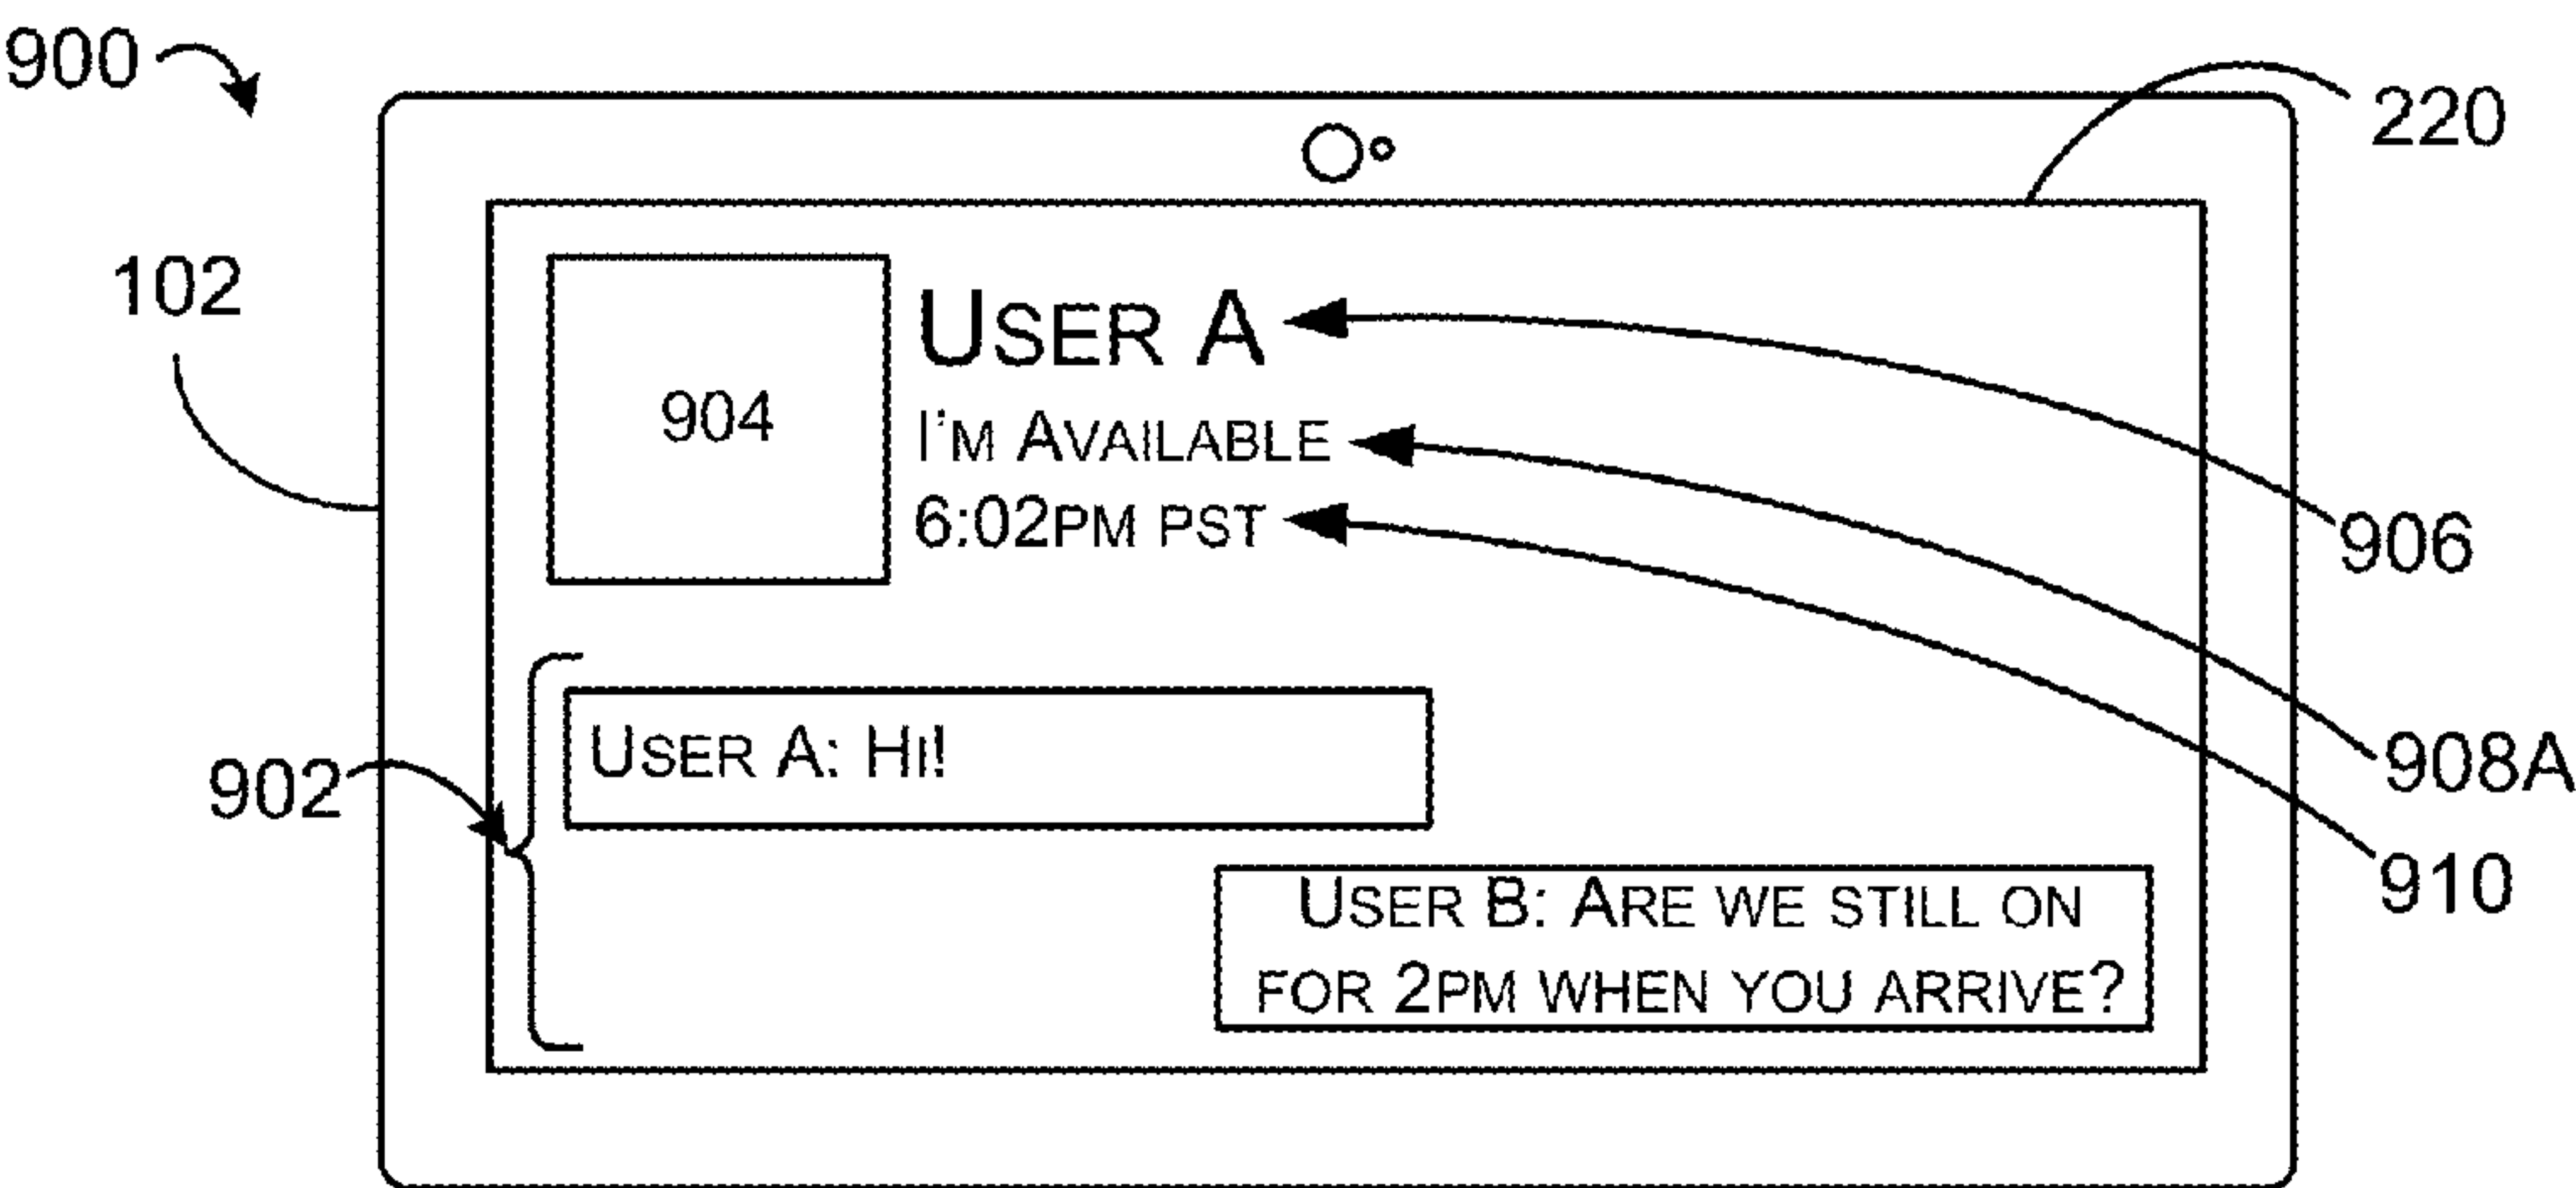 900
220
102
USER A
904
I'M AVAILABLE
6:02PM PST
906
USER A: HI!
902
908A
910
USER B: ARE WE STILL ON
FOR 2PM WHEN YOU ARRIVE?